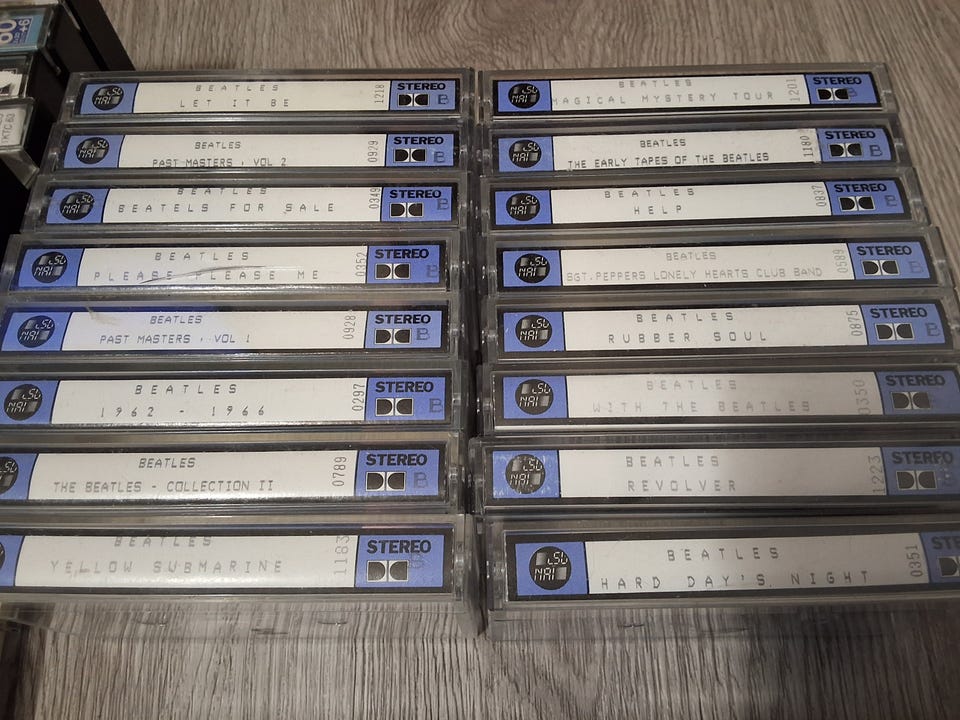 BEATLES
LET IT BE
1218
STEREO
BEATLES
PAST MASTERS , VOL 2
0929
STEREO
B
BEATLES
BEATELS FOR SALE
0349
STEREO
B
BEATLES
PLEASE PLEASE ME
0352
STEREO
B
BEATLES
PAST MASTERS , VOL 1
0928
STEREO
B
BEATLES
1962 - 1966
0297
STEREO
B
BEATLES
THE BEATLES - COLLECTION II
0789
STEREO
B
BEATLES
YELLOW SUBMARINE
1183
STEREO
BEATLES
MAGICAL MYSTERY TOUR
1201
STEREO
B
BEATLES
THE EARLY TAPES OF THE BEATLES
1180
STEREO
B
BEATLES
HELP
0837
STEREO
B
BEATLES
SGT.PEPPERS LONELY HEARTS CLUB BAND
0589
STEREO
B
BEATLES
RUBBER SOUL
0875
STEREO
B
BEATLES
WITH THE BEATLES
0350
STEREO
BEATLES
REVOLVER
1223
STEREO
BEATLES
HARD DAY'S NIGHT
0351
STE